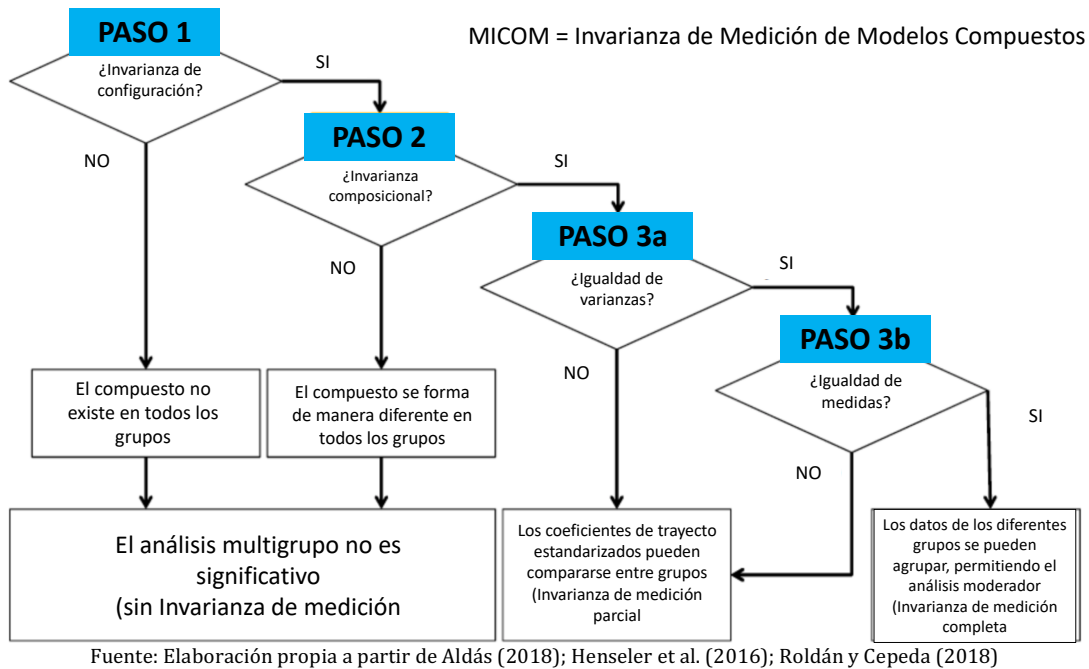 PASO 1
MICOM = Invarianza de Medición de Modelos Compuestos
¿Invarianza de
configuración?
SI
NO
PASO 2
¿Invarianza
composicional?
SI
NO
PASO 3a
¿Igualdad de
varianzas?
SI
NO
PASO 3b
¿Igualdad de
medidas?
SI
NO
El compuesto no
existe en todos los
grupos
El compuesto se forma
de manera diferente en
todos los grupos
El análisis multigrupo no es
significativo
(sin Invarianza de medición
Los coeficientes de trayecto
estandarizados pueden
compararse entre grupos
(Invarianza de medición
parcial
Los datos de los diferentes
grupos se pueden
agrupar, permitiendo el
análisis moderador
(Invarianza de medición
completa
Fuente: Elaboración propia a partir de Aldás (2018); Henseler et al. (2016); Roldán y Cepeda (2018)